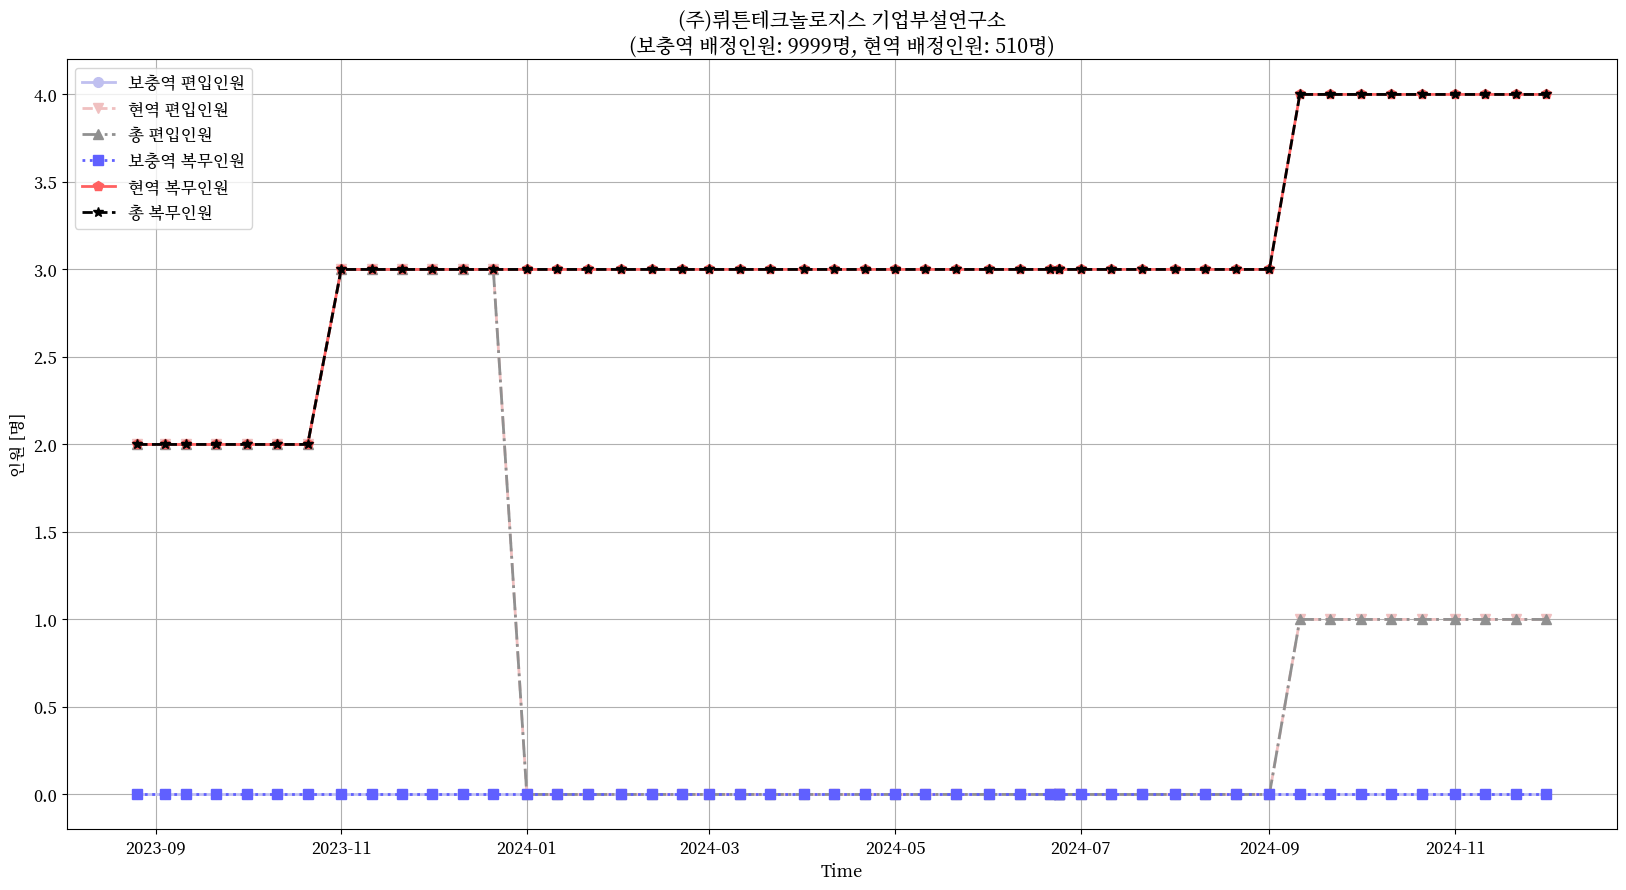 (주)뤼튼테크놀로지스 기업부설연구소
(보충역 배정인원: 9999명, 현역 배정인원: 510명)
보충역 편입인원
현역 편입인원
총 편입인원
보충역 복무인원
현역 복무인원
총 복무인원
4.0
3.5
3.0
2.5
2.0
1.5
1.0
0.5
0.0
인원 [명]
2023-09 2023-11 2024-01 2024-03 2024-05 2024-07 2024-09 2024-11
Time